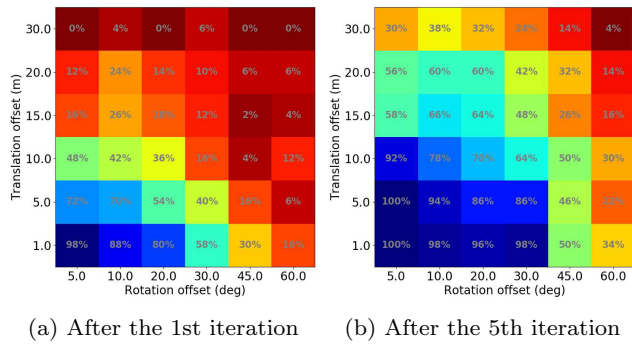 30.0 0% 4% 0% 6% 0% 0%
20.0 12% 24% 14% 10% 6% 6%
15.0 16% 26% 12% 2% 4%
10.0 48% 42% 36% 16% 4% 12%
5.0 72% 54% 40% 16% 6%
1.0 98% 88% 80% 58% 30% 16%
5.0 10.0 20.0 30.0 45.0 60.0
Rotation offset (deg)
Translation offset (m)
(a) After the 1st iteration
30.0 30% 38% 32% 24% 14% 4%
20.0 56% 60% 60% 42% 32% 14%
15.0 58% 66% 64% 48% 26% 16%
10.0 92% 78% 70% 64% 50% 30%
5.0 100% 94% 86% 86% 46%
1.0 100% 98% 96% 98% 50% 34%
5.0 10.0 20.0 30.0 45.0 60.0
Rotation offset (deg)
Translation offset (m)
(b) After the 5th iteration